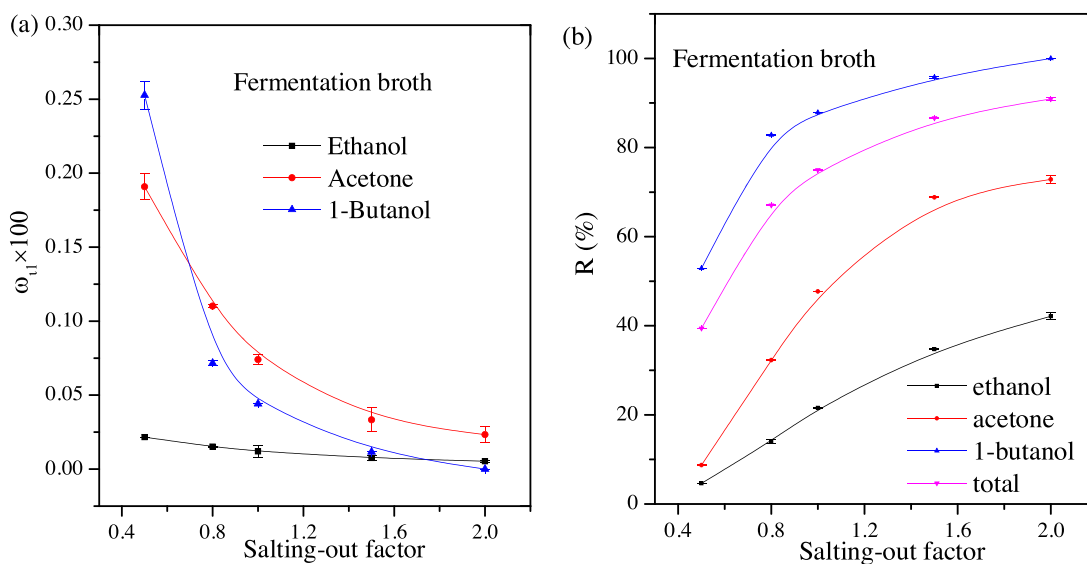 (a)
Fermentation broth
Ethanol
Acetone
1-Butanol
0.30
0.25
0.20
0.15
0.10
0.05
0.00
ω_t,l×100
0.4 0.8 1.2 1.6 2.0
Salting-out factor
(b)
Fermentation broth
100
80
60
40
20
0
R (%)
ethanol
acetone
1-butanol
total
0.4 0.8 1.2 1.6 2.0
Salting-out factor